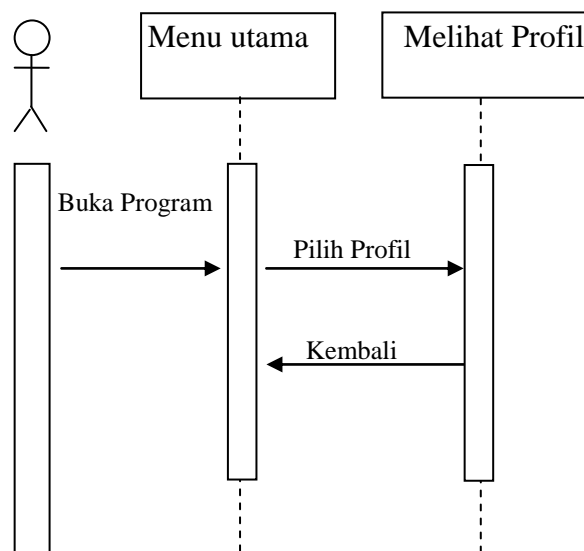 Menu utama
Melihat Profil
Buka Program
Pilih Profil
Kembali